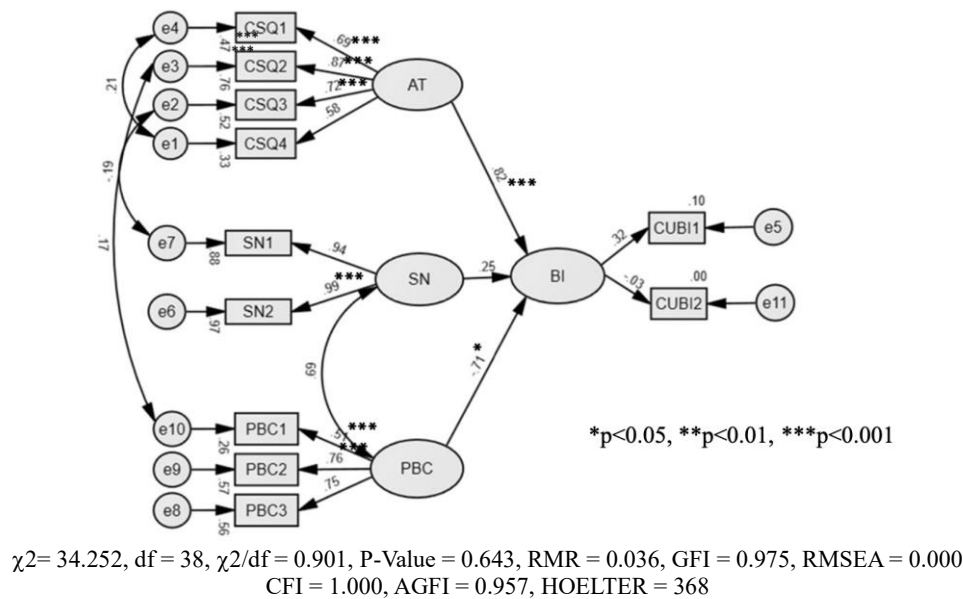 e4 CSQ1
.47 ***
***
.69***
e3 CSQ2
.76
.87***
e2 CSQ3
.52
.72***
e1 CSQ4
.33
.58
AT
.21
-.19
.17
.82***
e7 SN1
.88
.94
SN
.25
BI
e6 SN2
.97
.99***
.10
CUBI1 e5
.32
.00
CUBI2 e11
-.03
.69
-.71*
e10 PBC1
.26
.51***
***
e9 PBC2
.57
.76
PBC
e8 PBC3
.56
.75
*p<0.05, **p<0.01, ***p<0.001
χ2= 34.252, df = 38, χ2/df = 0.901, P-Value = 0.643, RMR = 0.036, GFI = 0.975, RMSEA = 0.000
CFI = 1.000, AGFI = 0.957, HOELTER = 368